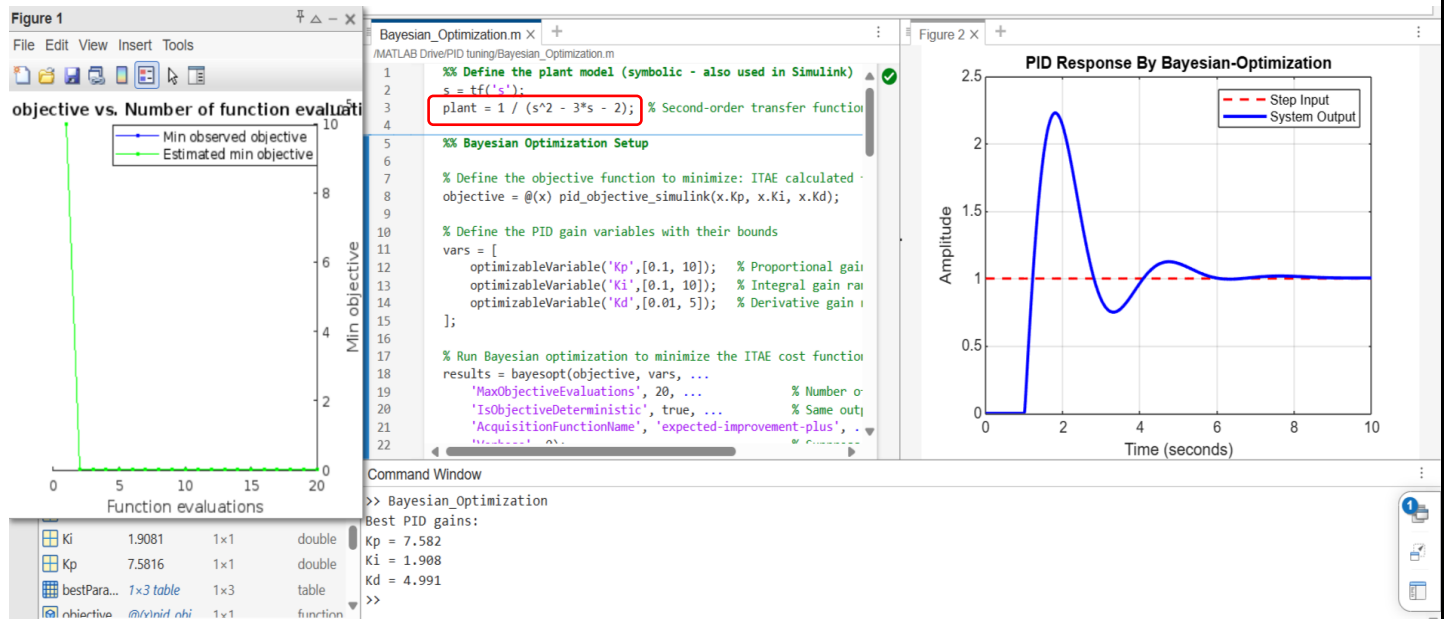 Figure 1
File Edit View Insert Tools
objective vs. Number of function
10
Min observed objective
Estimated min objective
8
6
4
2
0
Min objective
0 5 10 15 20
Function evaluations
Ki 1.9081 1×1 double
Kp 7.5816 1×1 double
bestPara... 1×3 table 1×3 table
objective @(x)pid_obj 1×1 function
Bayesian_Optimization.m × +
/MATLAB Drive/PID tuning/Bayesian_Optimization.m
1 %% Define the plant model (symbolic - also used in Simulink)
2 s = tf('s');
3 plant = 1 / (s^2 - 3*s - 2); % Second-order transfer function
4
5 %% Bayesian Optimization Setup
6
7 % Define the objective function to minimize: ITAE calculated
8 objective = @(x) pid_objective_simulink(x.Kp, x.Ki, x.Kd);
9
10 % Define the PID gain variables with their bounds
11 vars = [
12 optimizableVariable('Kp',[0.1, 10]); % Proportional gain
13 optimizableVariable('Ki',[0.1, 10]); % Integral gain ra
14 optimizableVariable('Kd',[0.01, 5]); % Derivative gain
15 ];
16
17 % Run Bayesian optimization to minimize the ITAE cost function
18 results = bayesopt(objective, vars, ...
19 'MaxObjectiveEvaluations', 20, ... % Number o
20 'IsObjectiveDeterministic', true, ... % Same outp
21 'AcquisitionFunctionName', 'expected-improvement-plus', .
22
Command Window
>> Bayesian_Optimization
Best PID gains:
Kp = 7.582
Ki = 1.908
Kd = 4.991
>>
Figure 2 × +
PID Response By Bayesian-Optimization
Step Input
System Output
2.5
2
1.5
1
0.5
0
Amplitude
0 2 4 6 8 10
Time (seconds)
1